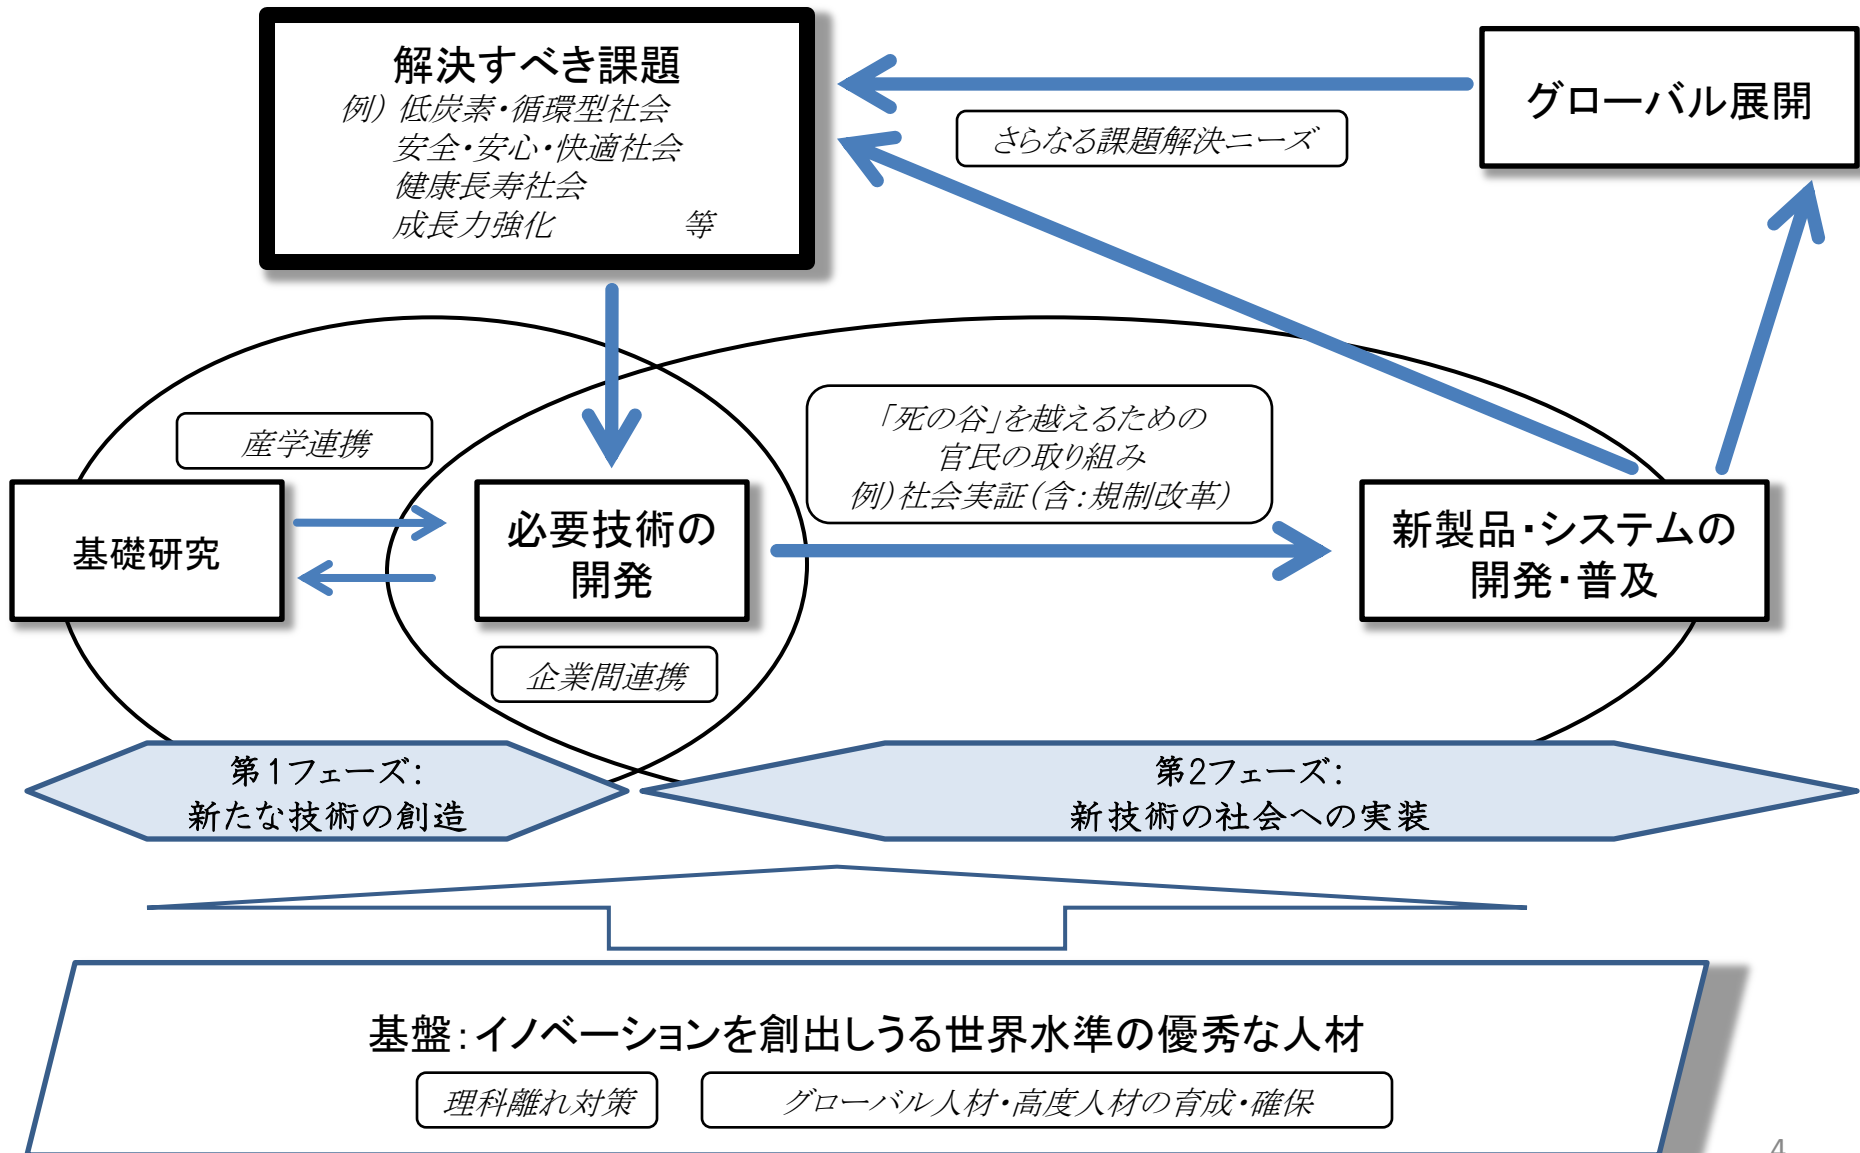 解決すべき課題
例）低炭素・循環型社会
安全・安心・快適社会
健康長寿社会
成長力強化　　　　等
グローバル展開
さらなる課題解決ニーズ
産学連携
「死の谷」を越えるための
官民の取り組み
例）社会実証（含：規制改革）
基礎研究
必要技術の
開発
新製品・システムの
開発・普及
企業間連携
第1フェーズ：
新たな技術の創造
第2フェーズ：
新技術の社会への実装
基盤：イノベーションを創出しうる世界水準の優秀な人材
理科離れ対策
グローバル人材・高度人材の育成・確保
4